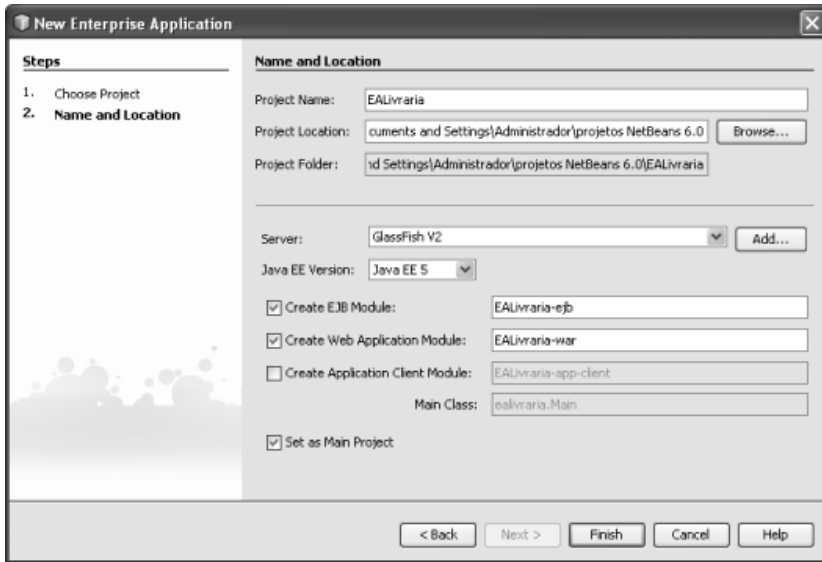 New Enterprise Application
Steps
1. Choose Project
2. Name and Location
Name and Location
Project Name: EALivraria
Project Location: cuments and Settings\Administrador\projetos NetBeans 6.0 Browse...
Project Folder: d Settings\Administrador\projetos NetBeans 6.0\EALivraria
Server: GlassFish V2 Add...
Java EE Version: Java EE 5
Create EJB Module: EALivraria-ejb
Create Web Application Module: EALivraria-war
Create Application Client Module: EALivraria-app-client
Main Class: ealivraria.Main
Set as Main Project
< Back Next > Finish Cancel Help